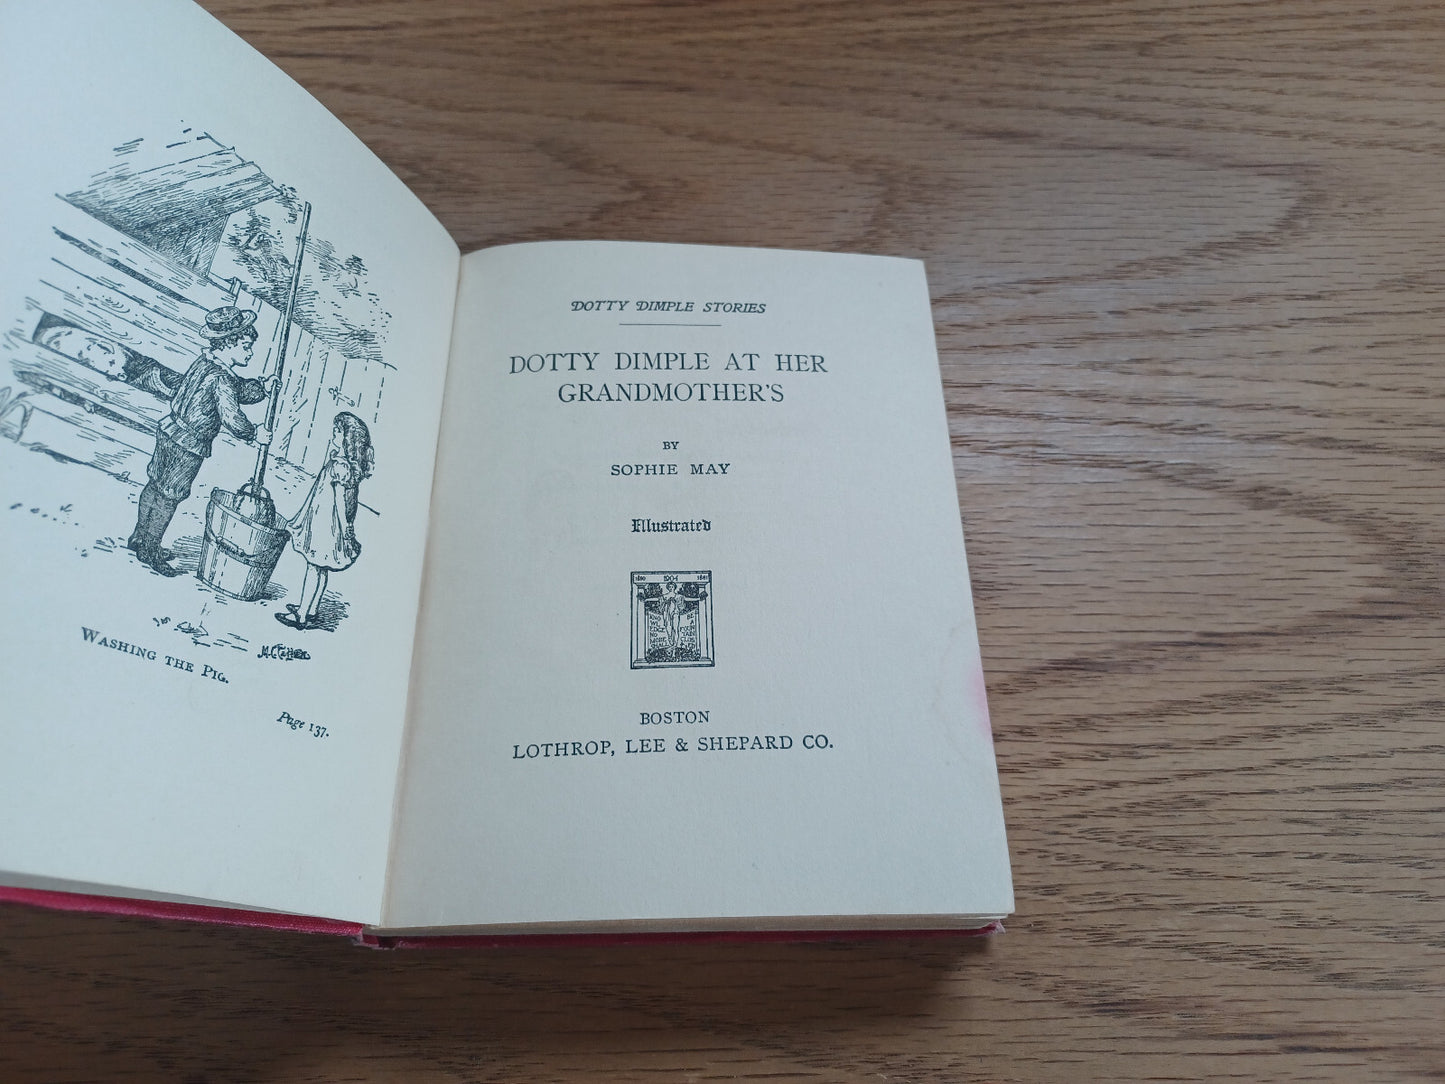 WASHING THE PIG.
Page 137.
DOTTY DIMPLE STORIES
DOTTY DIMPLE AT HER
GRANDMOTHER'S
BY
SOPHIE MAY
Illustrated
1904
BOSTON
LOTHROP, LEE & SHEPARD CO.